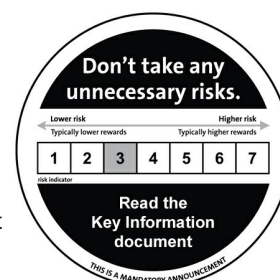 Don't take any
unnecessary risks.
Lower risk Higher risk
Typically lower rewards Typically higher rewards
1 2 3 4 5 6 7
risk indicator
Read the
Key Information
document
THIS IS A MANDATORY ANNOUNCEMENT